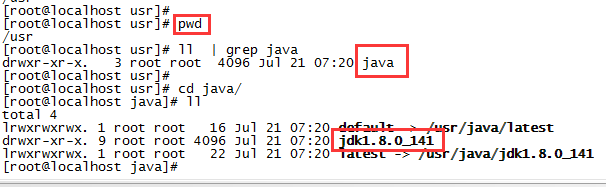 /usr
[root@localhost usr]#
[root@localhost usr]# pwd
/usr
[root@localhost usr]# ll  | grep java
drwxr-xr-x.   3 root root  4096 Jul 21 07:20 java
[root@localhost usr]#
[root@localhost usr]# cd java/
[root@localhost java]# ll
total 4
lrwxrwxrwx. 1 root root   16 Jul 21 07:20 default -> /usr/java/latest
drwxr-xr-x. 9 root root 4096 Jul 21 07:20 jdk1.8.0_141
lrwxrwxrwx. 1 root root   22 Jul 21 07:20 latest -> /usr/java/jdk1.8.0_141
[root@localhost java]#